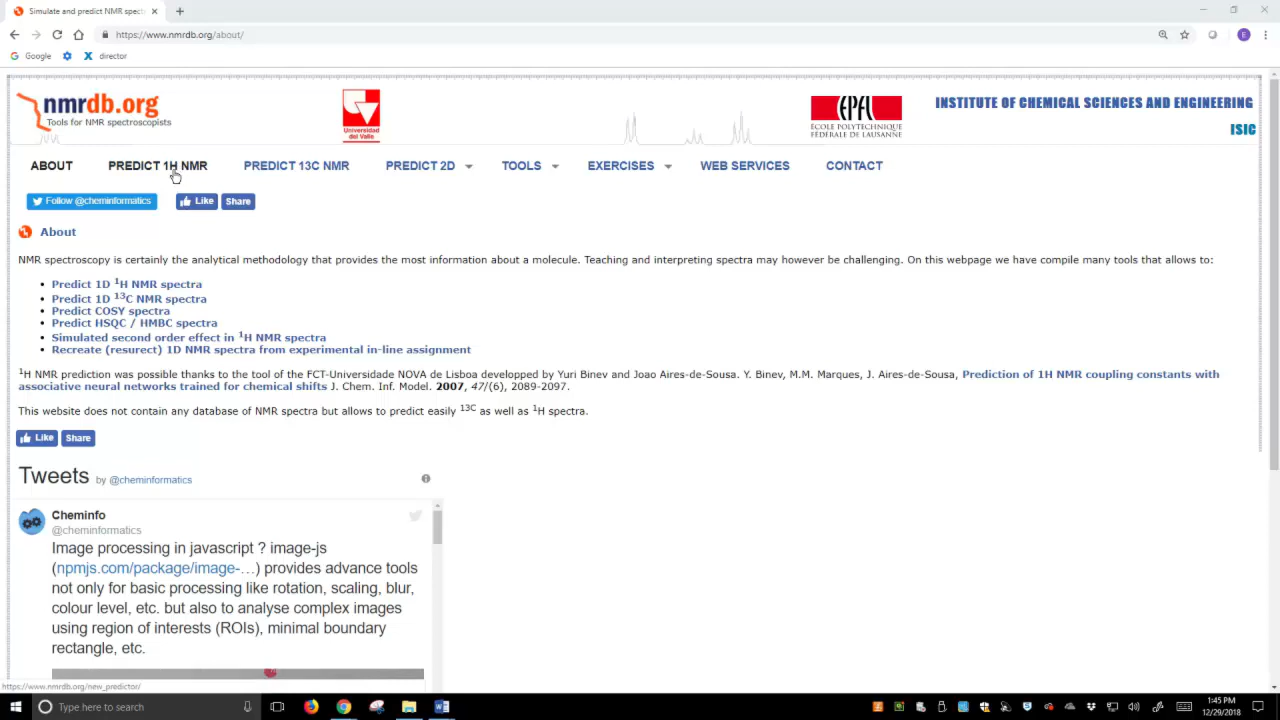 Simulate and predict NMR spect
https://www.nmrdb.org/about/
E
Google
director
nmrdb.org
Tools for NMR spectroscopists
Universidad
del Valle
EPFL
ECOLE POLYTECHNIQUE
FEDERALE DE LAUSANNE
INSTITUTE OF CHEMICAL SCIENCES AND ENGINEERING
ISIC
ABOUT PREDICT 1H NMR PREDICT 13C NMR PREDICT 2D TOOLS EXERCISES WEB SERVICES CONTACT
Follow @cheminformatics Like Share
About
NMR spectroscopy is certainly the analytical methodology that provides the most information about a molecule. Teaching and interpreting spectra may however be challenging. On this webpage we have compile many tools that allows to:
• Predict 1D 1H NMR spectra
• Predict 1D 13C NMR spectra
• Predict COSY spectra
• Predict HSQC / HMBC spectra
• Simulated second order effect in 1H NMR spectra
• Recreate (resurect) 1D NMR spectra from experimental in-line assignment
1H NMR prediction was possible thanks to the tool of the FCT-Universidade NOVA de Lisboa developped by Yuri Binev and Joao Aires-de-Sousa. Y. Binev, M.M. Marques, J. Aires-de-Sousa, Prediction of 1H NMR coupling constants with
associative neural networks trained for chemical shifts J. Chem. Inf. Model. 2007, 47/(6), 2089-2097.
This website does not contain any database of NMR spectra but allows to predict easily 13C as well as 1H spectra.
Like Share
Tweets by @cheminformatics
Cheminfo
@cheminformatics
Image processing in javascript ? image-js
(npmjs.com/package/image-…) provides advance tools
not only for basic processing like rotation, scaling, blur,
colour level, etc. but also to analyse complex images
using region of interests (ROIs), minimal boundary
rectangle, etc.
https://www.nmrdb.org/new_predictor/
Type here to search
1:45 PM
12/29/2018